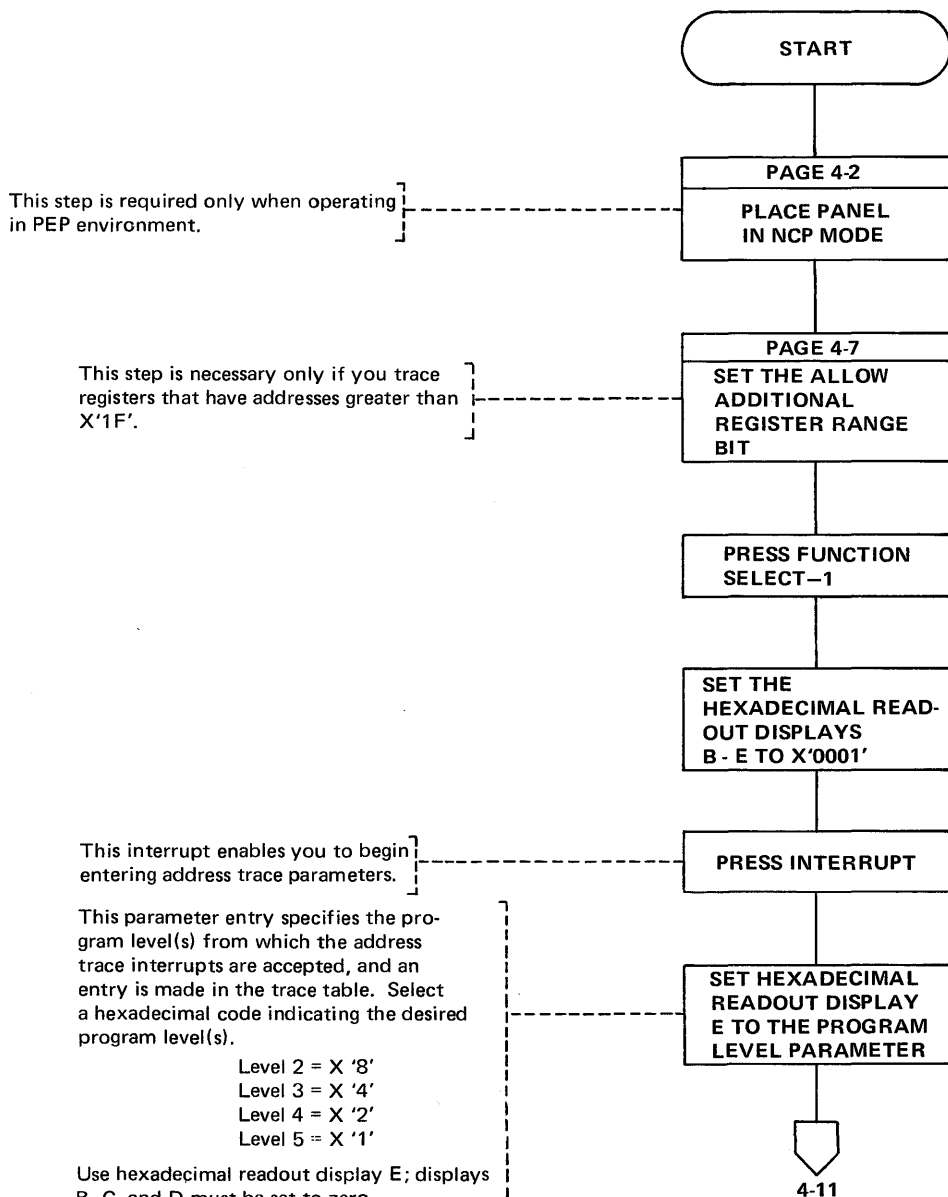 START
PAGE 4-2
This step is required only when operating
in PEP environment.
PLACE PANEL
IN NCP MODE
PAGE 4-7
This step is necessary only if you trace
registers that have addresses greater than
X'1F'.
SET THE ALLOW
ADDITIONAL
REGISTER RANGE
BIT
PRESS FUNCTION
SELECT–1
SET THE
HEXADECIMAL READ-
OUT DISPLAYS
B - E TO X'0001'
This interrupt enables you to begin
entering address trace parameters.
PRESS INTERRUPT
This parameter entry specifies the pro-
gram level(s) from which the address
trace interrupts are accepted, and an
entry is made in the trace table. Select
a hexadecimal code indicating the desired
program level(s).
Level 2 = X '8'
Level 3 = X '4'
Level 4 = X '2'
Level 5 = X '1'
Use hexadecimal readout display E; displays
B, C, and D must be set to zero
SET HEXADECIMAL
READOUT DISPLAY
E TO THE PROGRAM
LEVEL PARAMETER
4-11